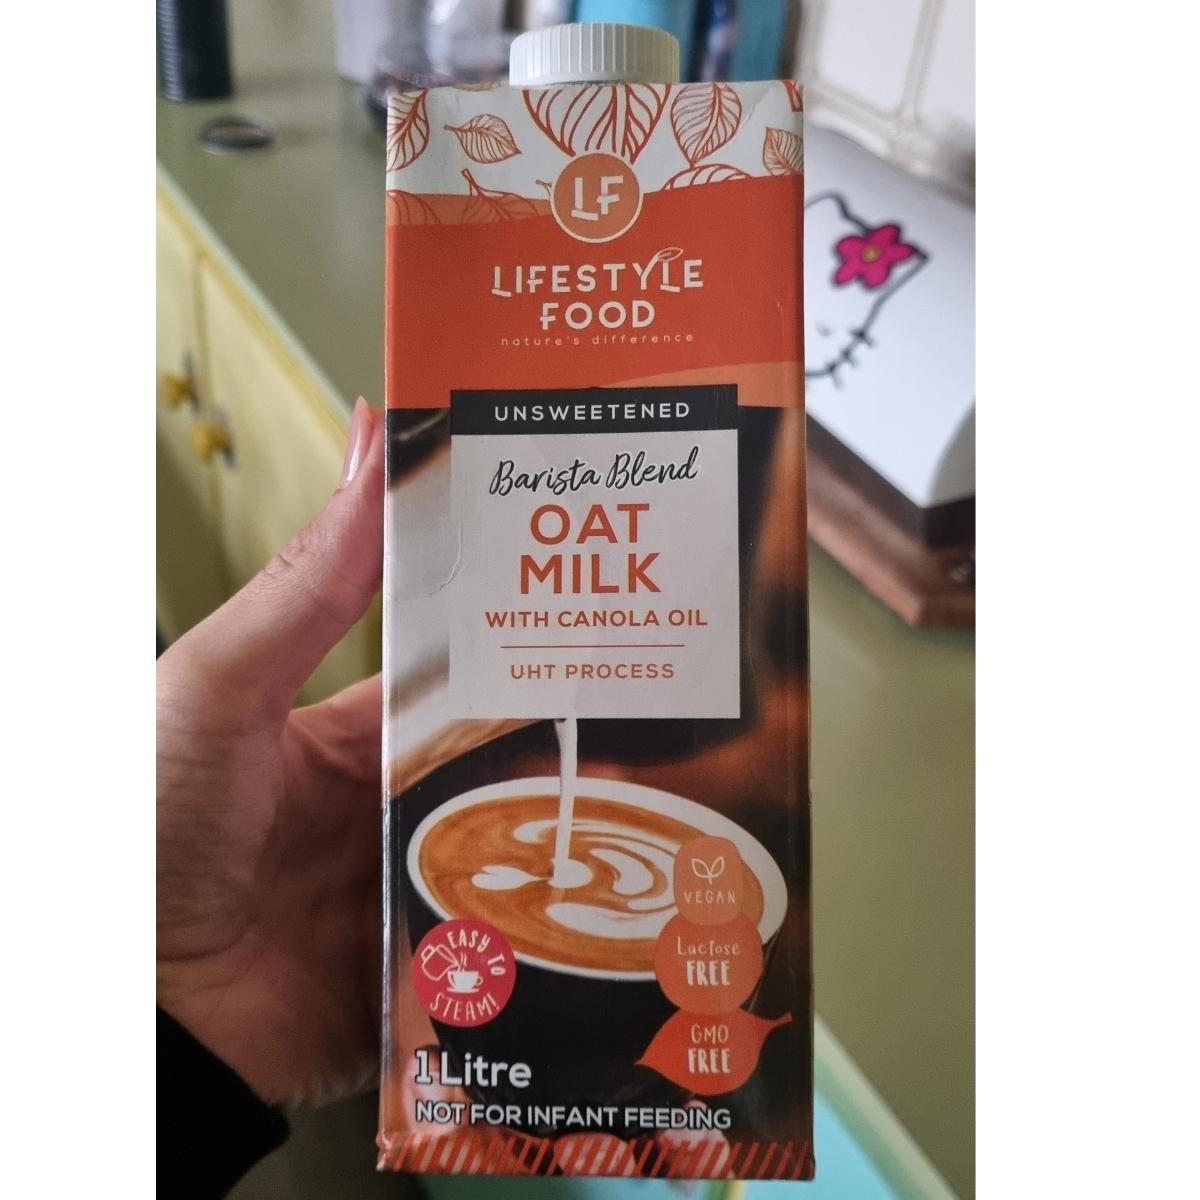 LF
LIFESTYLE
FOOD
nature's difference
UNSWEETENED
Barista Blend
OAT
MILK
WITH CANOLA OIL
UHT PROCESS
VEGAN
Lactose
FREE
EASY TO
STEAM!
GMO
FREE
1 Litre
NOT FOR INFANT FEEDING